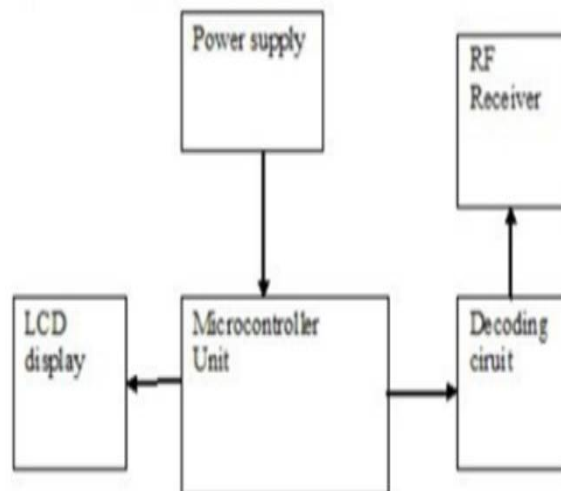 Power supply
RF
Receiver
LCD
display
Microcontroller
Unit
Decoding
ciruit